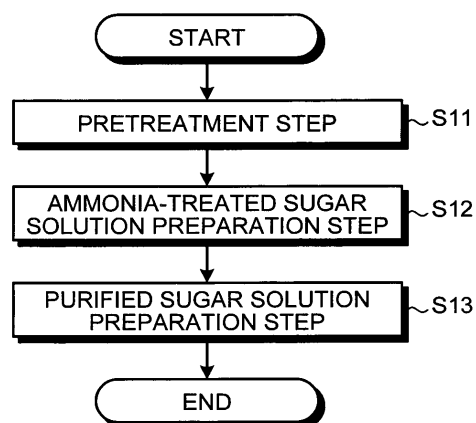 START
PRETREATMENT STEP
S11
AMMONIA-TREATED SUGAR
SOLUTION PREPARATION STEP
S12
PURIFIED SUGAR SOLUTION
PREPARATION STEP
S13
END